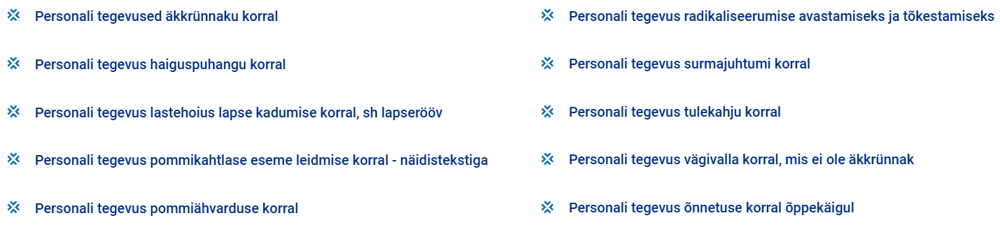 Personali tegevused äkkrünnaku korral
Personali tegevus haiguspuhangu korral
Personali tegevus lastehoius lapse kadumise korral, sh lapserööv
Personali tegevus pommikahtlase eseme leidmise korral - näidistekstiga
Personali tegevus pommiähvarduse korral
Personali tegevus radikaliseerumise avastamiseks ja tõkestamiseks
Personali tegevus surmajuhtumi korral
Personali tegevus tulekahju korral
Personali tegevus vägivalla korral, mis ei ole äkkrünnak
Personali tegevus õnnetuse korral õppekäigul